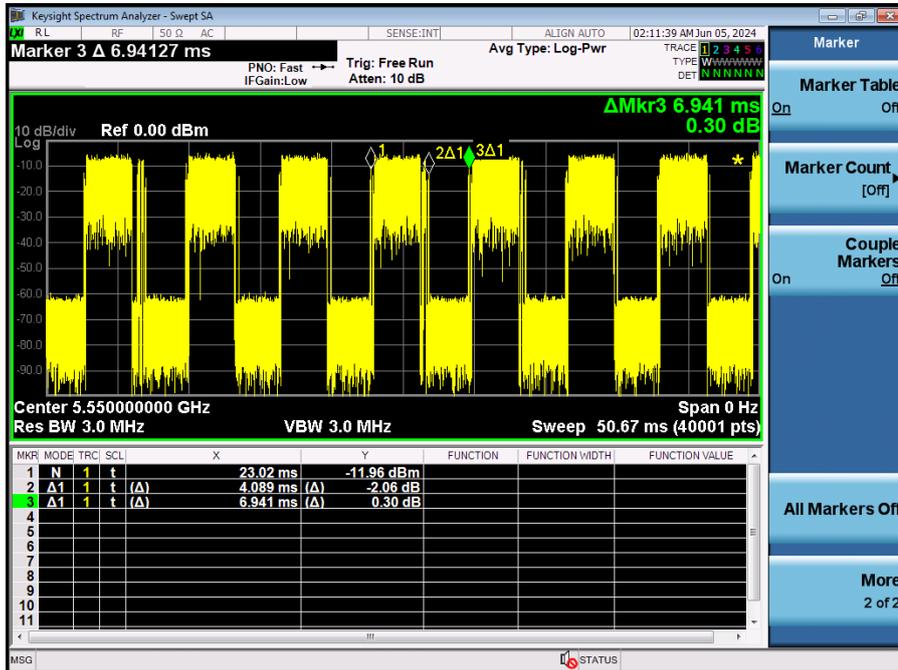 Keysight Spectrum Analyzer - Swept SA
LXI RL RF 50 Ω AC SENSE:INT ALIGN AUTO 02:11:39 AM Jun 05, 2024
Marker 3 Δ 6.94127 ms
PNO: Fast
IFGain:Low
Trig: Free Run
Atten: 10 dB
Avg Type: Log-Pwr
TRACE 1 2 3 4 5 6
TYPE WWWWWW
DET N N N N N N
ΔMkr3 6.941 ms
0.30 dB
10 dB/div Ref 0.00 dBm
Log
1 2Δ1 3Δ1 *
-10.0
-20.0
-30.0
-40.0
-50.0
-60.0
-70.0
-80.0
-90.0
Center 5.550000000 GHz Span 0 Hz
Res BW 3.0 MHz VBW 3.0 MHz Sweep 50.67 ms (40001 pts)
MKR MODE TRC SCL X Y FUNCTION FUNCTION WIDTH FUNCTION VALUE
1 N 1 t 23.02 ms -11.96 dBm
2 Δ1 1 t (Δ) 4.089 ms (Δ) -2.06 dB
3 Δ1 1 t (Δ) 6.941 ms (Δ) 0.30 dB
4
5
6
7
8
9
10
11
MSG STATUS
Marker
Marker Table
On Off
Marker Count
[Off]
Couple
Markers
On Off
All Markers Off
More
2 of 2